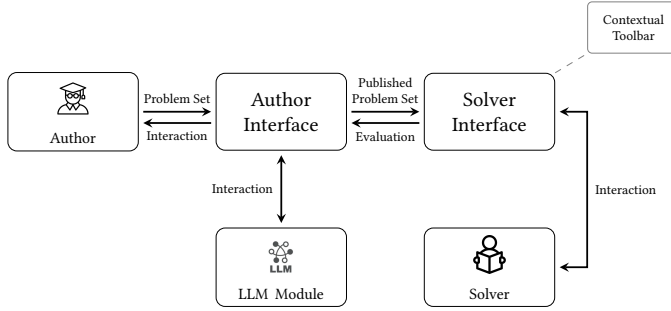 Contextual
Toolbar
Author
Problem Set
Interaction
Author
Interface
Published
Problem Set
Evaluation
Solver
Interface
Interaction
Interaction
LLM
LLM Module
Solver